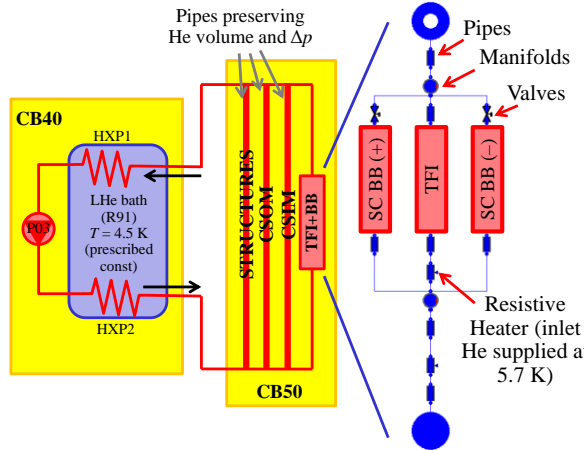 Pipes preserving
He volume and Δp
Pipes
Manifolds
Valves
CB40
HXP1
LHe bath
(R91)
T = 4.5 K
(prescribed
const)
P03
HXP2
STRUCTURES
CSOM
CSIM
TFI+BB
CB50
SC BB (+)
TFI
SC BB (–)
Resistive
Heater (inlet
He supplied at
5.7 K)